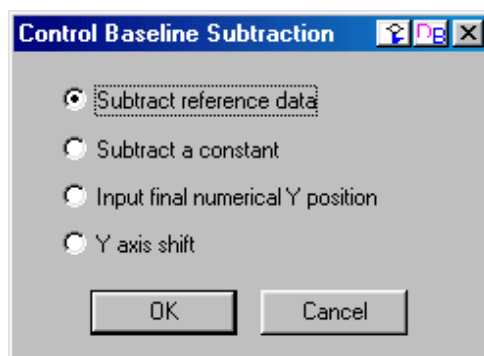 Control Baseline Subtraction
Subtract reference data
Subtract a constant
Input final numerical Y position
Y axis shift
OK Cancel